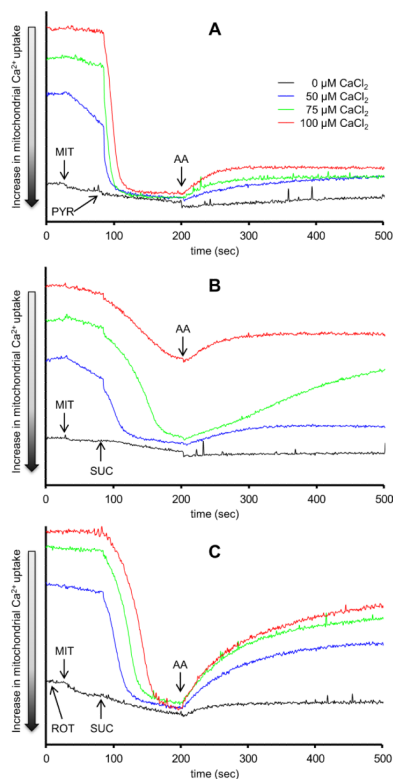 A
0 µM CaCl₂
50 µM CaCl₂
75 µM CaCl₂
100 µM CaCl₂
MIT
AA
PYR
Increase in mitochondrial Ca²⁺ uptake
0 100 200 300 400 500
time (sec)
B
AA
MIT
SUC
Increase in mitochondrial Ca²⁺ uptake
0 100 200 300 400 500
time (sec)
C
MIT
AA
ROT
SUC
Increase in mitochondrial Ca²⁺ uptake
0 100 200 300 400 500
time (sec)